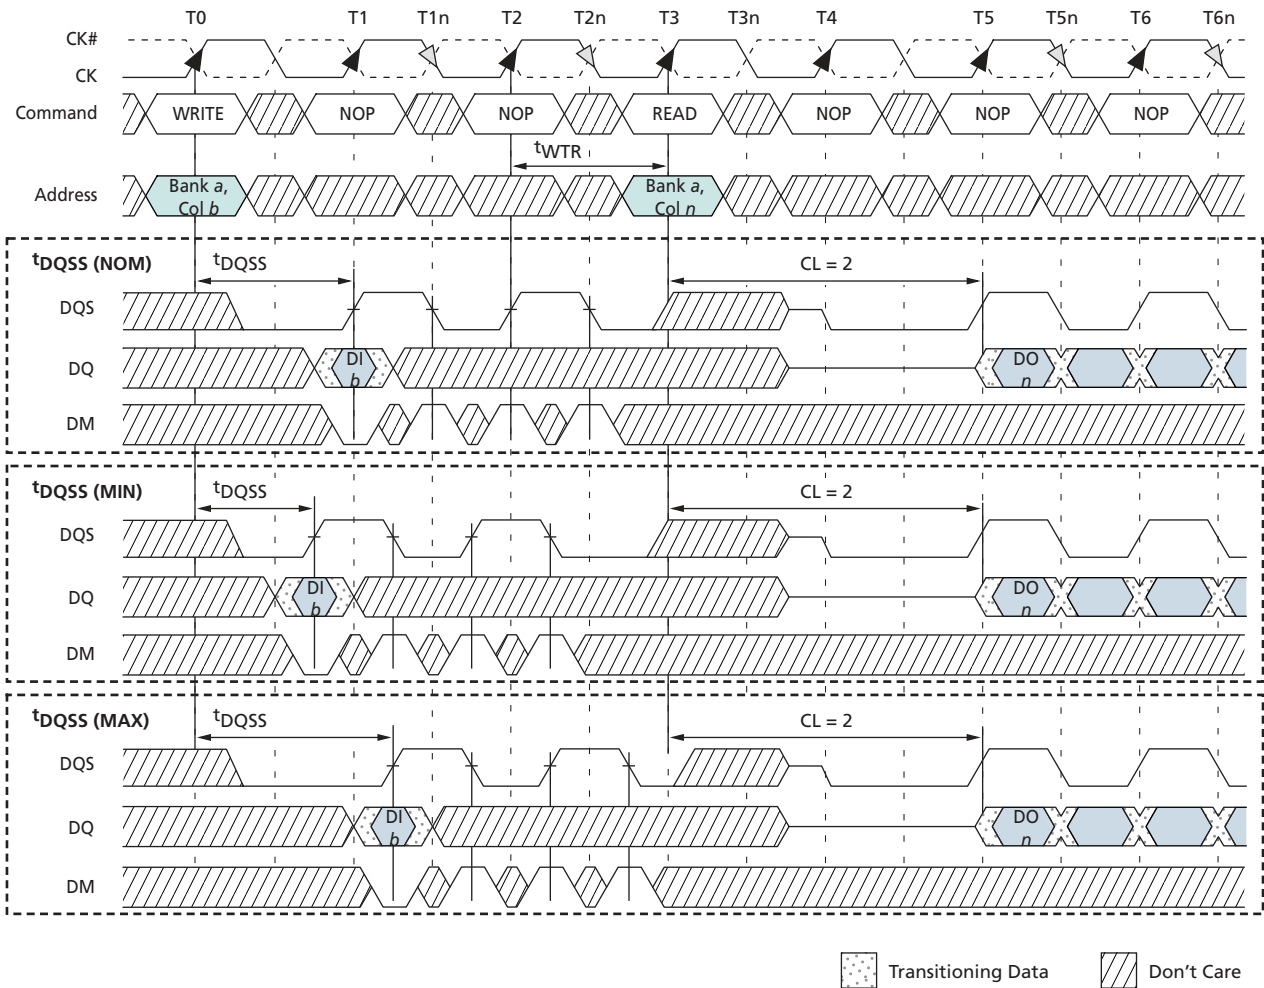 T0 T1 T1n T2 T2n T3 T3n T4 T5 T5n T6 T6n
CK#
CK
Command WRITE NOP NOP READ NOP NOP NOP
tWTR
Address Bank a, Col b Bank a, Col n
tDQSS (NOM) tDQSS CL = 2
DQS
DQ DI b DO n
DM
tDQSS (MIN) tDQSS CL = 2
DQS
DQ DI b DO n
DM
tDQSS (MAX) tDQSS CL = 2
DQS
DQ DI b DO n
DM
Transitioning Data Don't Care